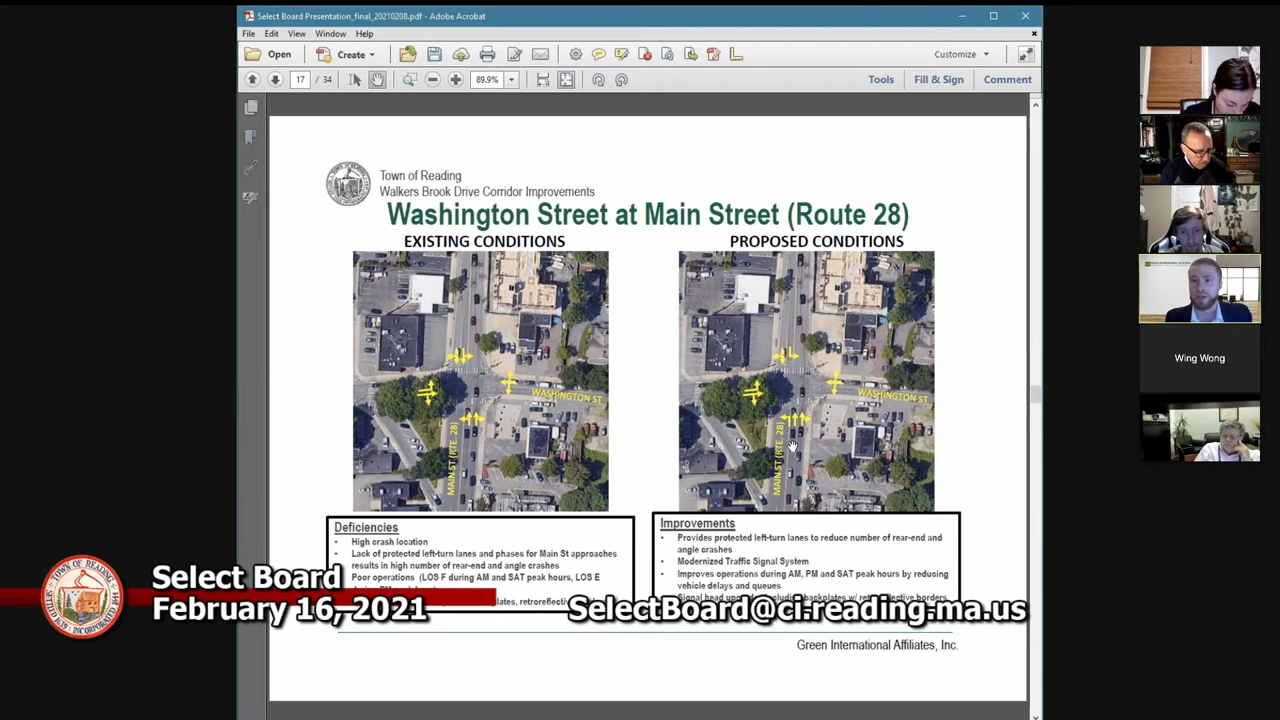 Select Board Presentation_final_20210208.pdf - Adobe Acrobat
File Edit View Window Help
Open Create Customize
17 / 34 89.9% Tools Fill & Sign Comment
Town of Reading
Walkers Brook Drive Corridor Improvements
Washington Street at Main Street (Route 28)
EXISTING CONDITIONS
PROPOSED CONDITIONS
WASHINGTON ST
MAIN ST (RTE. 28)
WASHINGTON ST
MAIN ST (RTE. 28)
Deficiencies
• High crash location
• Lack of protected left-turn lanes and phases for Main St approaches
results in high number of rear-end and angle crashes
Poor operations (LOS F during AM and SAT peak hours, LOS E
Improvements
• Provides protected left-turn lanes to reduce number of rear-end and
angle crashes
• Modernized Traffic Signal System
• Improves operations during AM, PM and SAT peak hours by reducing
vehicle delays and queues
Green International Affiliates, Inc.
Wing Wong
TOWN OF READING
Select Board
February 16, 2021
SelectBoard@ci.reading.ma.us